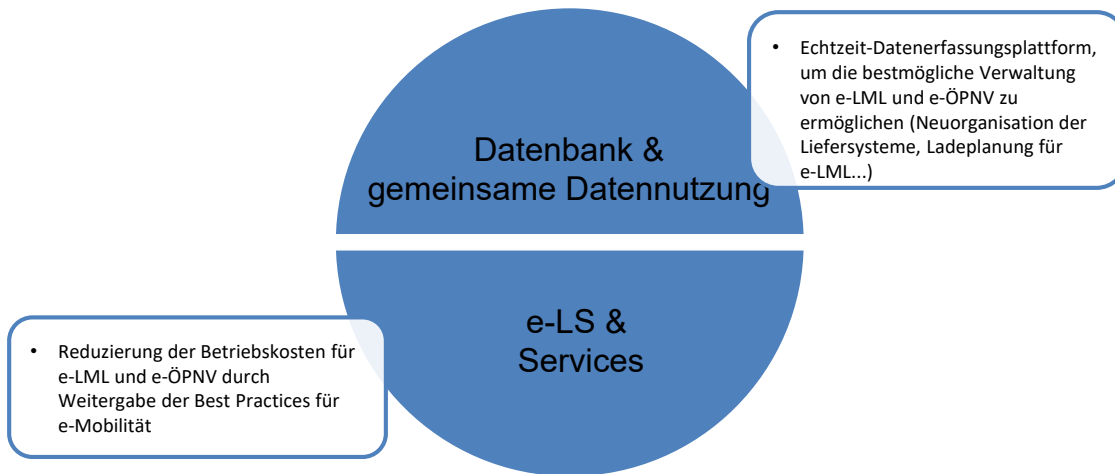 • Echtzeit-Datenerfassungsplattform,
um die bestmögliche Verwaltung
von e-LML und e-ÖPNV zu
ermöglichen (Neuorganisation der
Liefersysteme, Ladeplanung für
e-LML...)
Datenbank &
gemeinsame Datennutzung
e-LS &
Services
• Reduzierung der Betriebskosten für
e-LML und e-ÖPNV durch
Weitergabe der Best Practices für
e-Mobilität